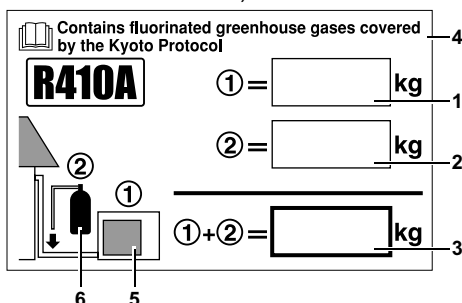 Contains fluorinated greenhouse gases covered
by the Kyoto Protocol
4
R410A
①=
kg
1
②=
kg
2
②
①
①+②=
kg
3
6
5